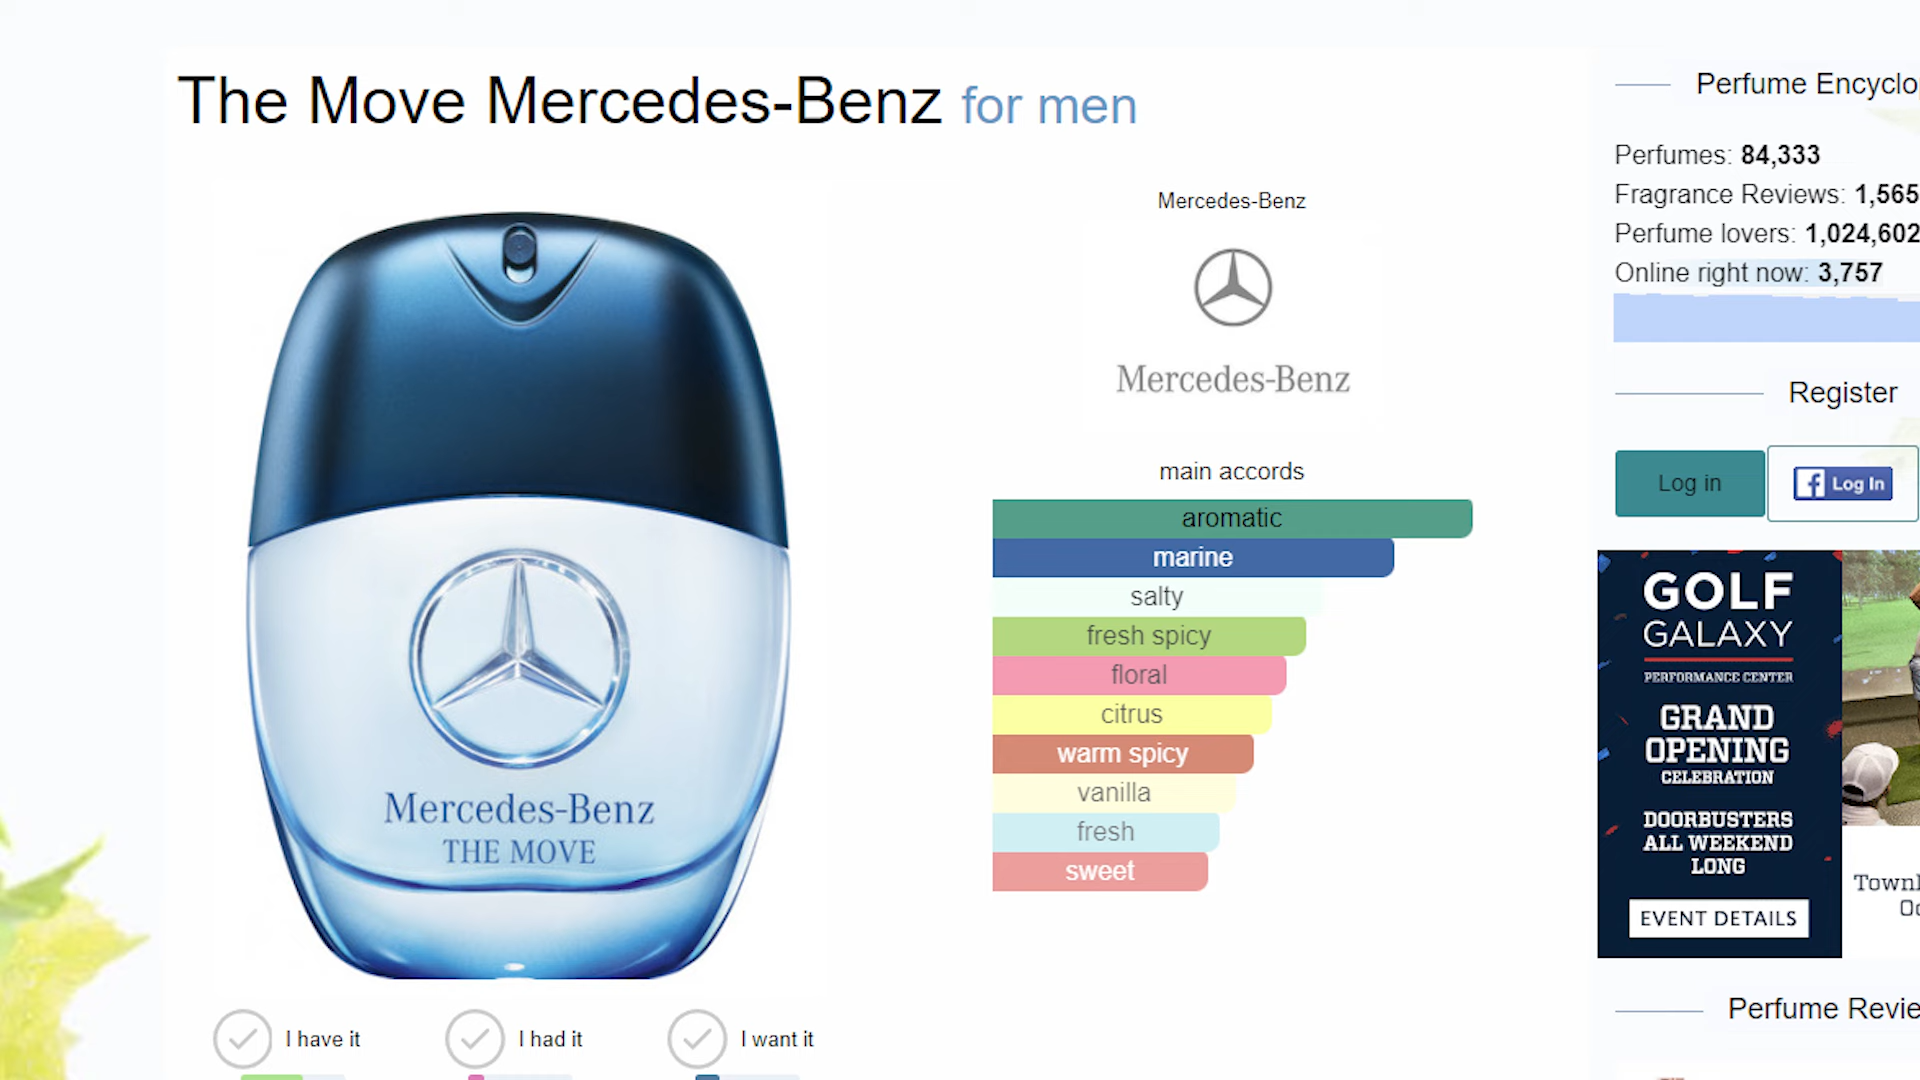 The Move Mercedes-Benz for men
Mercedes-Benz
THE MOVE
I have it
I had it
I want it
Mercedes-Benz
Mercedes-Benz
main accords
aromatic
marine
salty
fresh spicy
floral
citrus
warm spicy
vanilla
fresh
sweet
Perfume Encyclo
Perfumes: 84,333
Fragrance Reviews: 1,565
Perfume lovers: 1,024,602
Online right now: 3,757
Register
Log in
f Log In
GOLF
GALAXY
PERFORMANCE CENTER
GRAND
OPENING
CELEBRATION
DOORBUSTERS
ALL WEEKEND
LONG
EVENT DETAILS
Perfume Revie